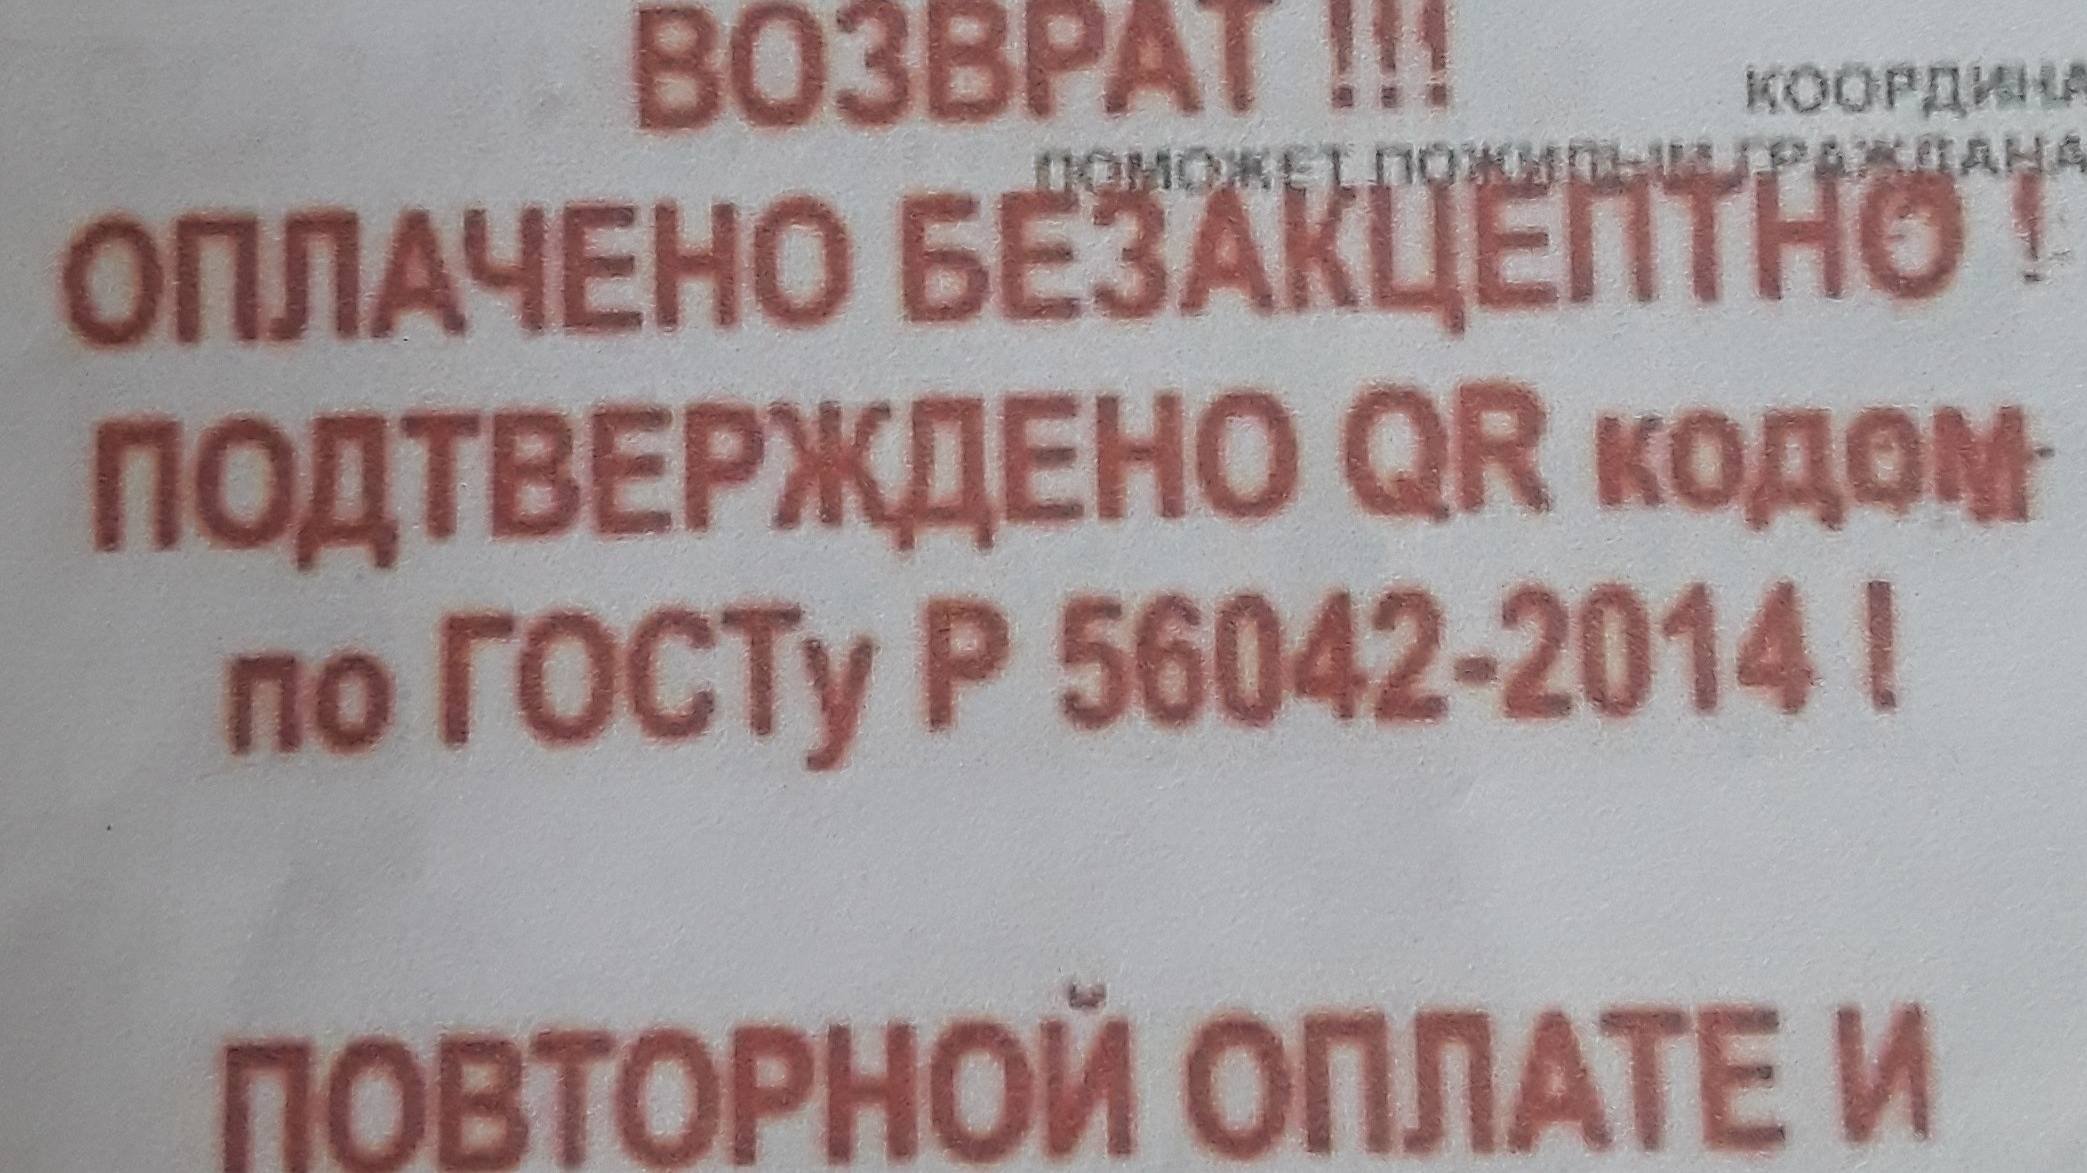 ВОЗВРАТ !!!
КООРДИНА
ПОМОЖЕТ ПОЖИЛЫМ ГРАЖДАНА
ОПЛАЧЕНО БЕЗАКЦЕПТНО !
ПОДТВЕРЖДЕНО QR кодом
по ГОСТу Р 56042-2014 !
ПОВТОРНОЙ ОПЛАТЕ И